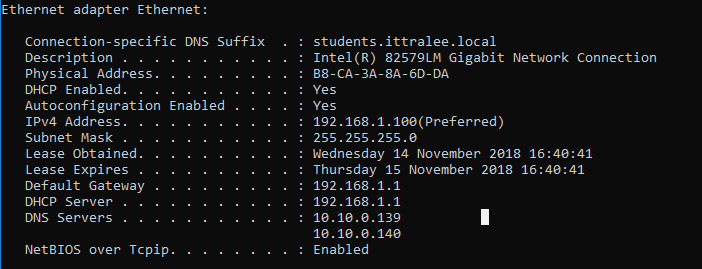 Ethernet adapter Ethernet:
Connection-specific DNS Suffix . : students.ittralee.local
Description . . . . . . . . . . . : Intel(R) 82579LM Gigabit Network Connection
Physical Address. . . . . . . . . : B8-CA-3A-8A-6D-DA
DHCP Enabled. . . . . . . . . . . : Yes
Autoconfiguration Enabled . . . . : Yes
IPv4 Address. . . . . . . . . . . : 192.168.1.100(Preferred)
Subnet Mask . . . . . . . . . . . : 255.255.255.0
Lease Obtained. . . . . . . . . . : Wednesday 14 November 2018 16:40:41
Lease Expires . . . . . . . . . . : Thursday 15 November 2018 16:40:41
Default Gateway . . . . . . . . . : 192.168.1.1
DHCP Server . . . . . . . . . . . : 192.168.1.1
DNS Servers . . . . . . . . . . . : 10.10.0.139
10.10.0.140
NetBIOS over Tcpip. . . . . . . . : Enabled